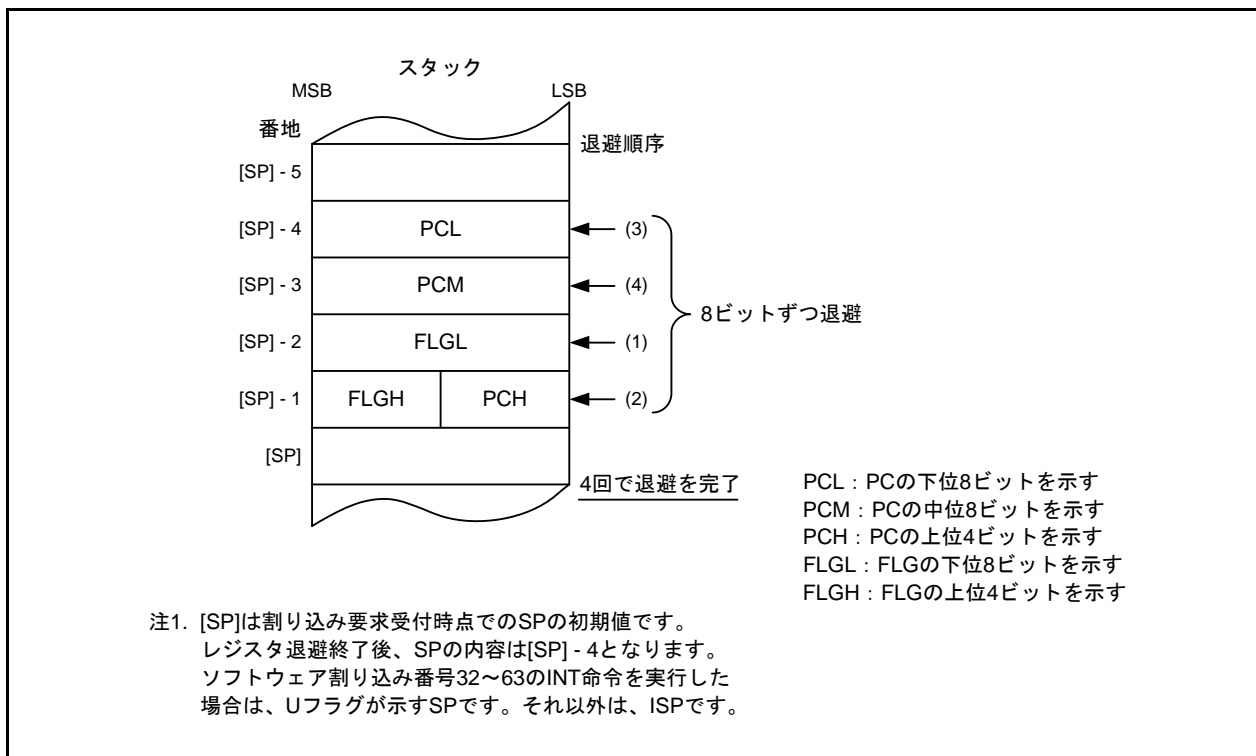 スタック
MSB LSB
番地 退避順序
[SP] - 5
[SP] - 4 PCL (3)
[SP] - 3 PCM (4)
8ビットずつ退避
[SP] - 2 FLGL (1)
[SP] - 1 FLGH PCH (2)
[SP]
4回で退避を完了
PCL：PCの下位8ビットを示す
PCM：PCの中位8ビットを示す
PCH：PCの上位4ビットを示す
FLGL：FLGの下位8ビットを示す
FLGH：FLGの上位4ビットを示す
注1. [SP]は割り込み要求受付時点でのSPの初期値です。
レジスタ退避終了後、SPの内容は[SP] - 4となります。
ソフトウェア割り込み番号32～63のINT命令を実行した
場合は、Uフラグが示すSPです。それ以外は、ISPです。